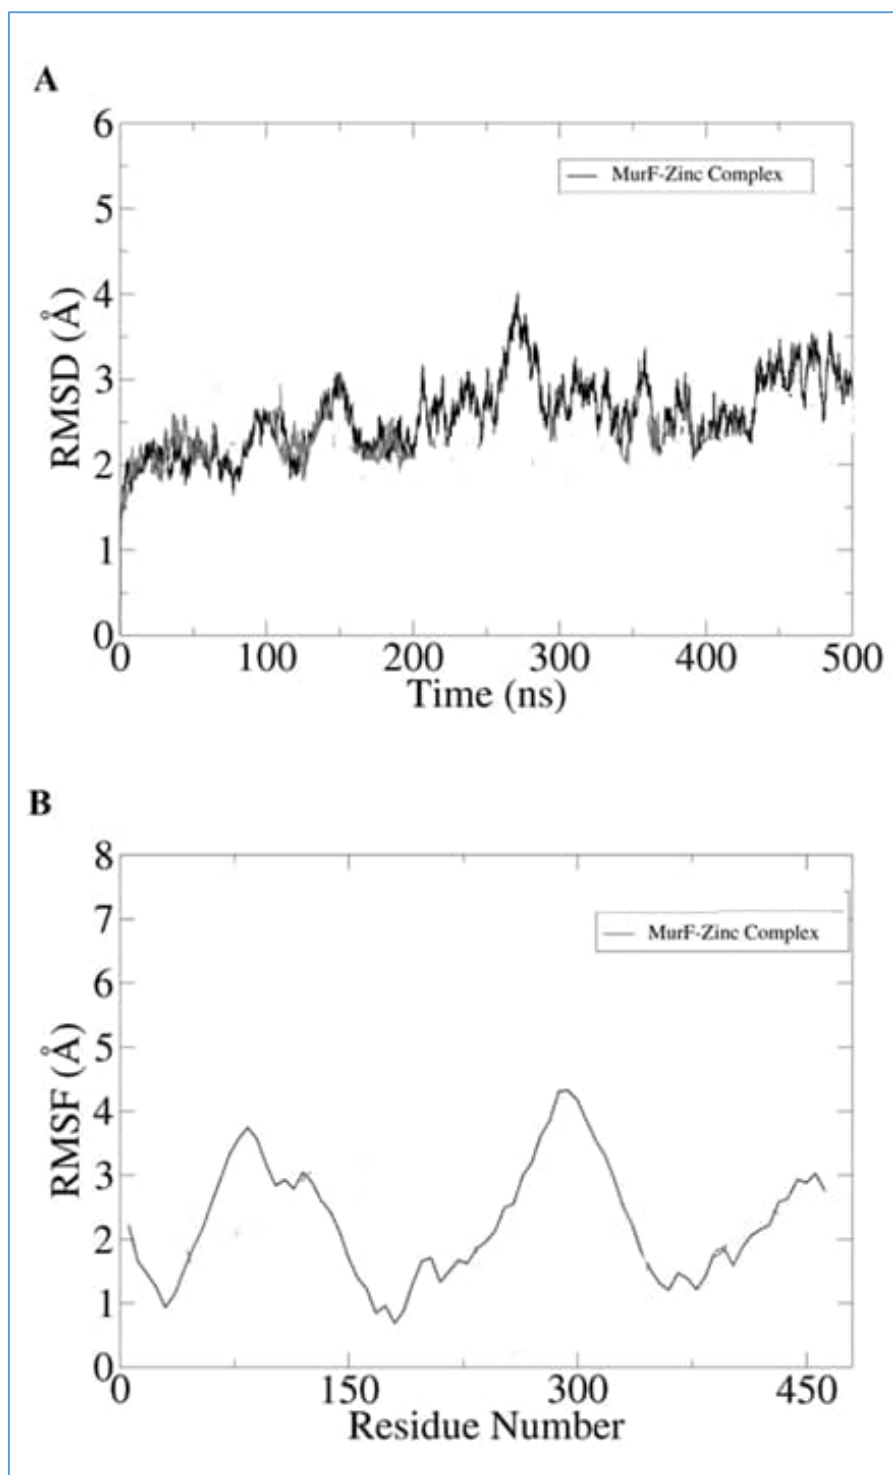 A
6
5
4
3
2
1
0
RMSD (Å)
MurF-Zinc Complex
0 100 200 300 400 500
Time (ns)
B
8
7
6
5
4
3
2
1
0
RMSF (Å)
MurF-Zinc Complex
0 150 300 450
Residue Number